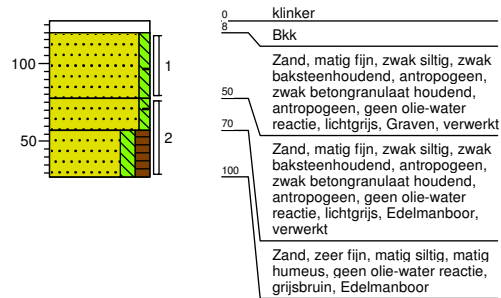 100
50
1
2
0 klinker
8 Bkk
Zand, matig fijn, zwak siltig, zwak
baksteenhoudend, antropogeen,
zwak betongranulaat houdend,
antropogeen, geen olie-water
reactie, lichtgrijs, Graven, verwerkt
50
Zand, matig fijn, zwak siltig, zwak
baksteenhoudend, antropogeen,
zwak betongranulaat houdend,
antropogeen, geen olie-water
reactie, lichtgrijs, Edelmanboor,
verwerkt
70
Zand, zeer fijn, matig siltig, matig
humeus, geen olie-water reactie,
grijsbruin, Edelmanboor
100